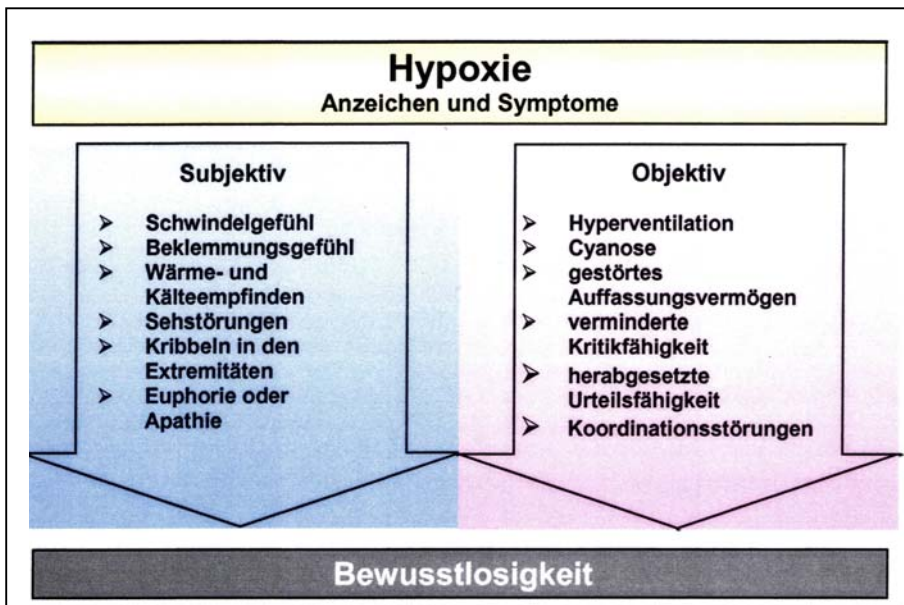 Hypoxie
Anzeichen und Symptome
Subjektiv
➤ Schwindelgefühl
➤ Beklemmungsgefühl
➤ Wärme- und
Kälteempfinden
➤ Sehstörungen
➤ Kribbeln in den
Extremitäten
➤ Euphorie oder
Apathie
Objektiv
➤ Hyperventilation
➤ Cyanose
➤ gestörtes
Auffassungsvermögen
➤ verminderte
Kritikfähigkeit
➤ herabgesetzte
Urteilsfähigkeit
➤ Koordinationsstörungen
Bewusstlosigkeit